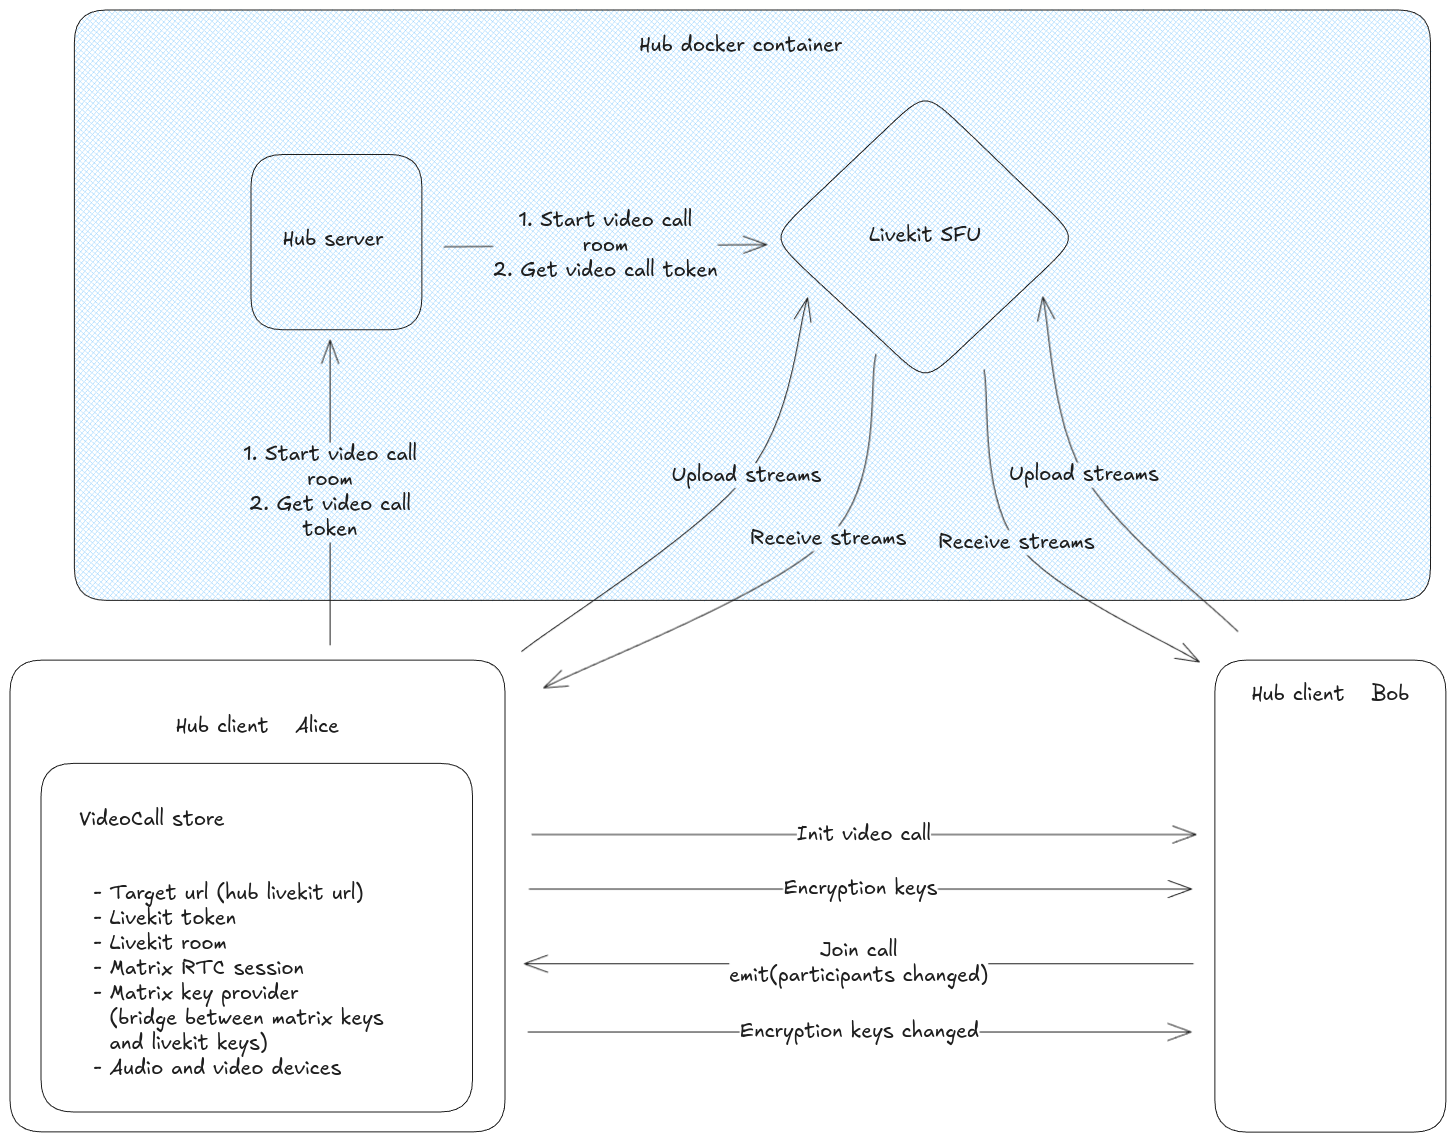 Hub docker container
Hub server
1. Start video call
room
2. Get video call token
Livekit SFU
1. Start video call
room
2. Get video call
token
Upload streams
Receive streams
Upload streams
Receive streams
Hub client Alice
VideoCall store
- Target url (hub livekit url)
- Livekit token
- Livekit room
- Matrix RTC session
- Matrix key provider
(bridge between matrix keys
and livekit keys)
- Audio and video devices
Hub client Bob
Init video call
Encryption keys
Join call
emit(participants changed)
Encryption keys changed